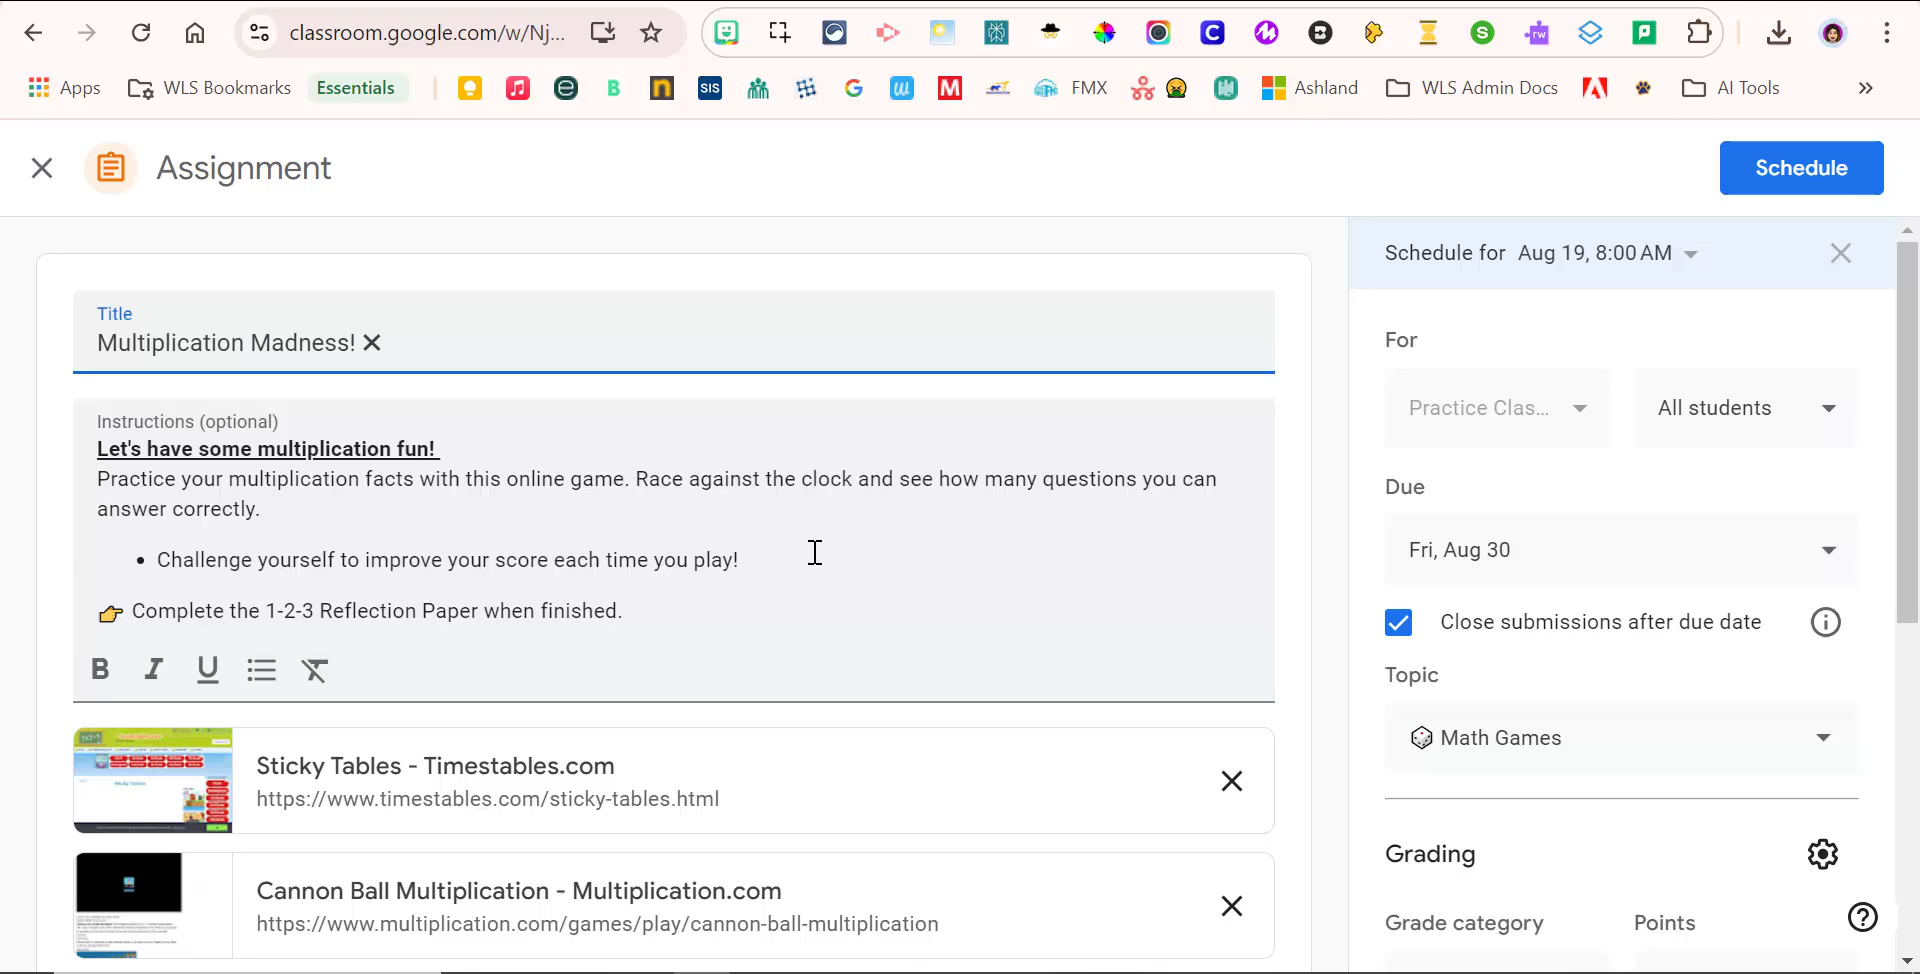 classroom.google.com/w/Nj...
Apps WLS Bookmarks Essentials SIS FMX Ashland WLS Admin Docs AI Tools
Assignment
Schedule
Schedule for Aug 19, 8:00 AM
Title
Multiplication Madness! ✕
For
Practice Clas... All students
Instructions (optional)
Let's have some multiplication fun!
Practice your multiplication facts with this online game. Race against the clock and see how many questions you can
answer correctly.
• Challenge yourself to improve your score each time you play!
👉 Complete the 1-2-3 Reflection Paper when finished.
B I U
Due
Fri, Aug 30
Close submissions after due date
Topic
🎲 Math Games
Sticky Tables - Timestables.com
https://www.timestables.com/sticky-tables.html
Cannon Ball Multiplication - Multiplication.com
https://www.multiplication.com/games/play/cannon-ball-multiplication
Grading
Grade category Points